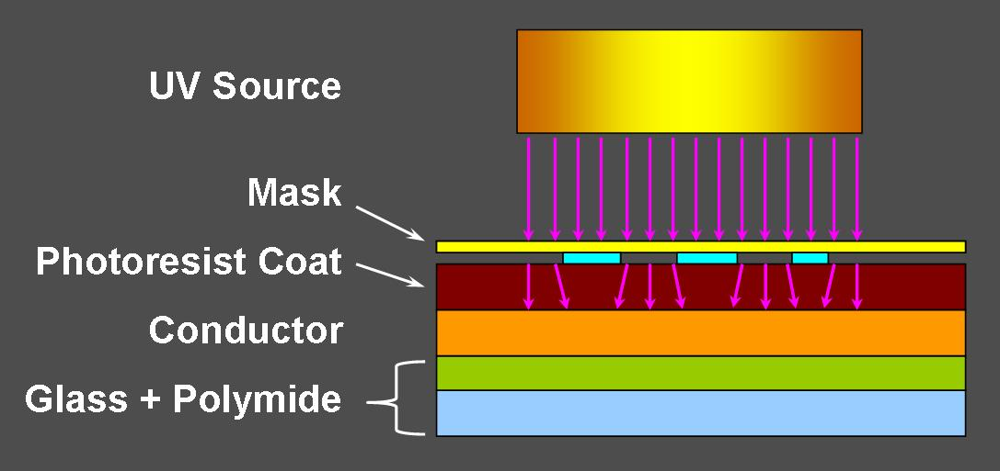 UV Source
Mask
Photoresist Coat
Conductor
Glass + Polymide